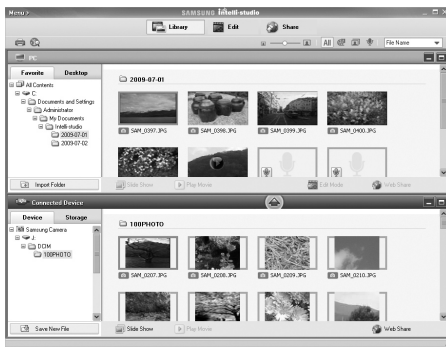 Menu >
SAMSUNG Intelli-studio
Library Edit Share
All File Name
PC
Favorite Desktop
2009-07-01
All Contents
C:
Documents and Settings
Administrator
My Documents
Intelli-studio
2009-07-01
2009-07-02
SAM_0397.JPG SAM_0398.JPG SAM_0399.JPG SAM_0400.JPG
Import Folder Slide Show Play Movie Edit Mode Web Share
Connected Device
Device Storage
100PHOTO
Samsung Camera
J:
DCIM
100PHOTO
SAM_0207.JPG SAM_0208.JPG SAM_0209.JPG SAM_0210.JPG
Save New File Slide Show Play Movie Web Share